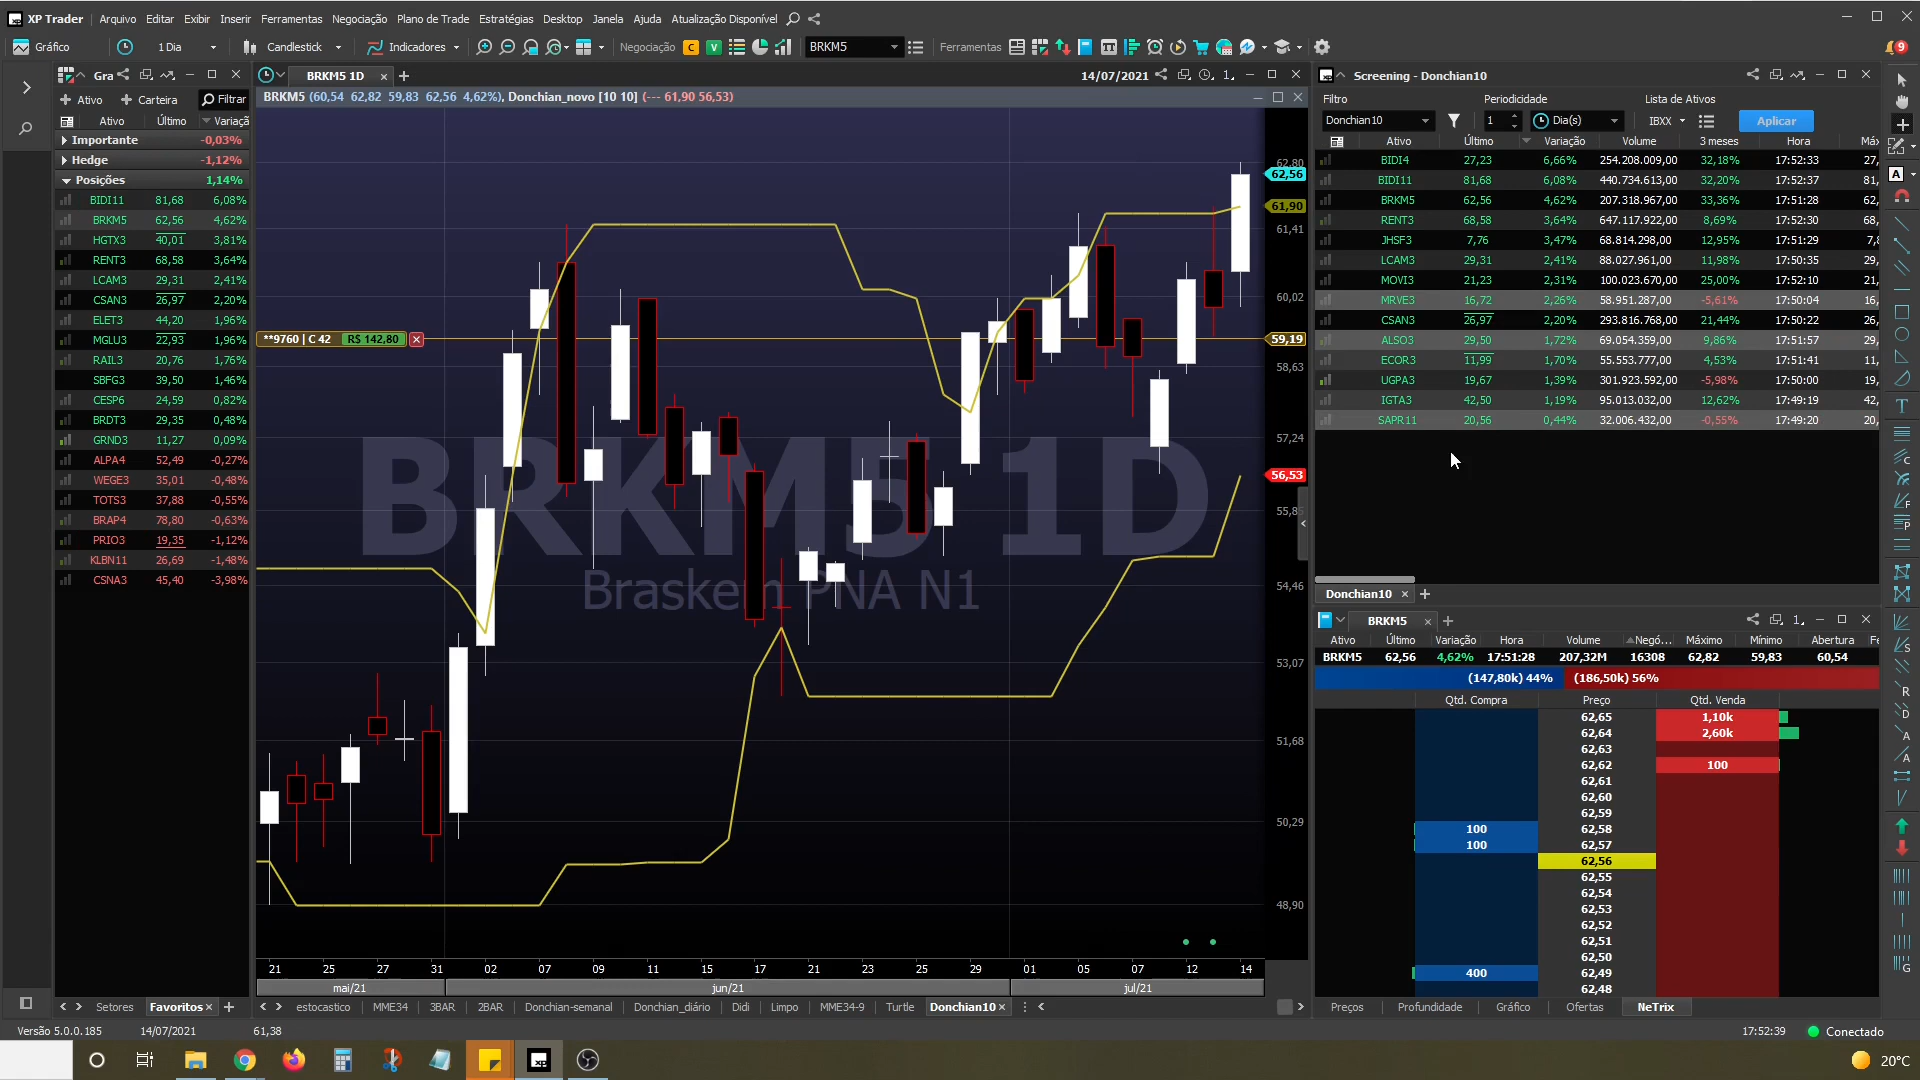 XP Trader Arquivo Editar Exibir Inserir Ferramentas Negociação Plano de Trade Estratégias Desktop Janela Ajuda Atualização Disponível
Gráfico 1 Dia Candlestick Indicadores Negociação C V BRKM5 Ferramentas 9
Gra
Ativo Carteira Filtrar
Ativo Último Variaçã
Importante -0,03%
Hedge -1,12%
Posições 1,14%
BIDI11 81,68 6,08%
BRKM5 62,56 4,62%
HGTX3 40,01 3,81%
RENT3 68,58 3,64%
LCAM3 29,31 2,41%
CSAN3 26,97 2,20%
ELET3 44,20 1,96%
MGLU3 22,93 1,96%
RAIL3 20,76 1,76%
SBFG3 39,50 1,46%
CESP6 24,59 0,82%
BRDT3 29,35 0,48%
GRND3 11,27 0,09%
ALPA4 52,49 -0,27%
WEGE3 35,01 -0,48%
TOTS3 37,88 -0,55%
BRAP4 78,80 -0,63%
PRIO3 19,35 -1,12%
KLBN11 26,69 -1,48%
CSNA3 45,40 -3,98%
Setores Favoritos
BRKM5 1D 14/07/2021 1
BRKM5 (60,54 62,82 59,83 62,56 4,62%), Donchian_novo [10 10] (--- 61,90 56,53)
62,80
62,56
61,90
61,41
60,02
59,19
58,63
57,24
56,53
55,85
54,46
53,07
51,68
50,29
48,90
**9760 | C 42 R$ 142,80
BRKM5 1D
Braskem PNA N1
21 25 27 31 02 07 09 11 15 17 21 23 25 29 01 05 07 12 14
mai/21 jun/21 jul/21
estocastico MME34 3BAR 2BAR Donchian-semanal Donchian_diário Didi Limpo MME34-9 Turtle Donchian10
Screening - Donchian10
Filtro Periodicidade Lista de Ativos
Donchian10 1 Dia(s) IBXX Aplicar
Ativo Último Variação Volume 3 meses Hora Máx
BIDI4 27,23 6,66% 254.208.009,00 32,18% 17:52:33 27,
BIDI11 81,68 6,08% 440.734.613,00 32,20% 17:52:37 81,
BRKM5 62,56 4,62% 207.318.967,00 33,36% 17:51:28 62,
RENT3 68,58 3,64% 647.117.922,00 8,69% 17:52:30 68,
JHSF3 7,76 3,47% 68.814.298,00 12,95% 17:51:29 7,8
LCAM3 29,31 2,41% 88.027.961,00 11,98% 17:50:35 29,
MOVI3 21,23 2,31% 100.023.670,00 25,00% 17:52:10 21,
MRVE3 16,72 2,26% 58.951.287,00 -5,61% 17:50:04 16,
CSAN3 26,97 2,20% 293.816.768,00 21,44% 17:50:22 26,
ALSO3 29,50 1,72% 69.054.359,00 9,86% 17:51:57 29,
ECOR3 11,99 1,70% 55.553.777,00 4,53% 17:51:41 11,
UGPA3 19,67 1,39% 301.923.592,00 -5,98% 17:50:00 19,
IGTA3 42,50 1,19% 95.013.032,00 12,62% 17:49:19 42,
SAPR11 20,56 0,44% 32.006.432,00 -0,55% 17:49:20 20,
Donchian10
BRKM5 1
Ativo Último Variação Hora Volume Negó... Máximo Mínimo Abertura Fe
BRKM5 62,56 4,62% 17:51:28 207,32M 16308 62,82 59,83 60,54
(147,80k) 44% (186,50k) 56%
Qtd. Compra Preço Qtd. Venda
62,65 1,10k
62,64 2,60k
62,63
62,62 100
62,61
62,60
62,59
100 62,58
100 62,57
62,56
62,55
62,54
62,53
62,52
62,51
62,50
400 62,49
62,48
Preços Profundidade Gráfico Ofertas NeTrix
Versão 5.0.0.185 14/07/2021 61,38 17:52:39 Conectado
20°C